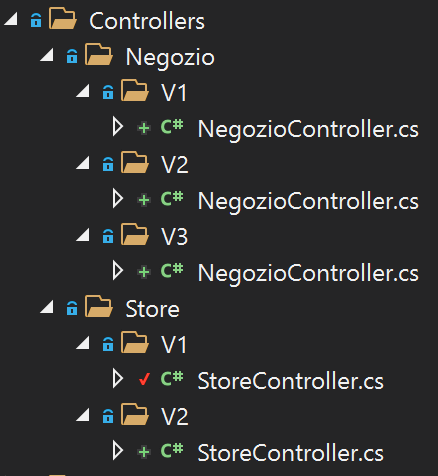 Controllers
Negozio
V1
C# NegozioController.cs
V2
C# NegozioController.cs
V3
C# NegozioController.cs
Store
V1
C# StoreController.cs
V2
C# StoreController.cs